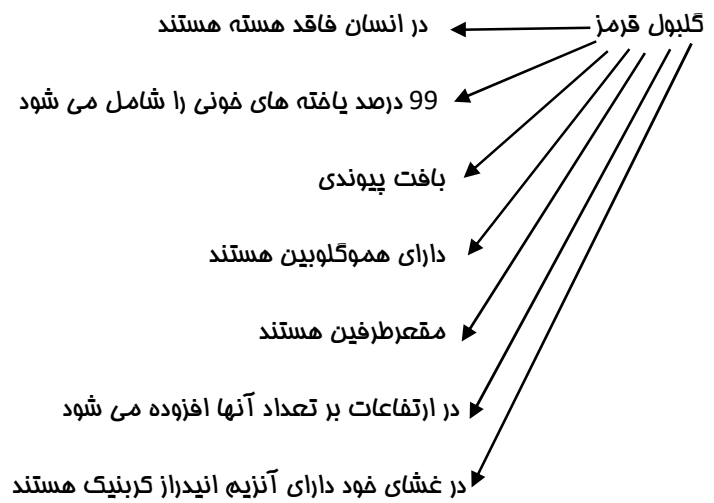 گلبول قرمز
در انسان فاقد هسته هستند
99 درصد یاخته های خونی را شامل می شود
بافت پیوندی
دارای هموگلوبین هستند
مقعرطرفین هستند
در ارتفاعات بر تعداد آنها افزوده می شود
در غشای خود دارای آنزیم انیدراز کربنیک هستند